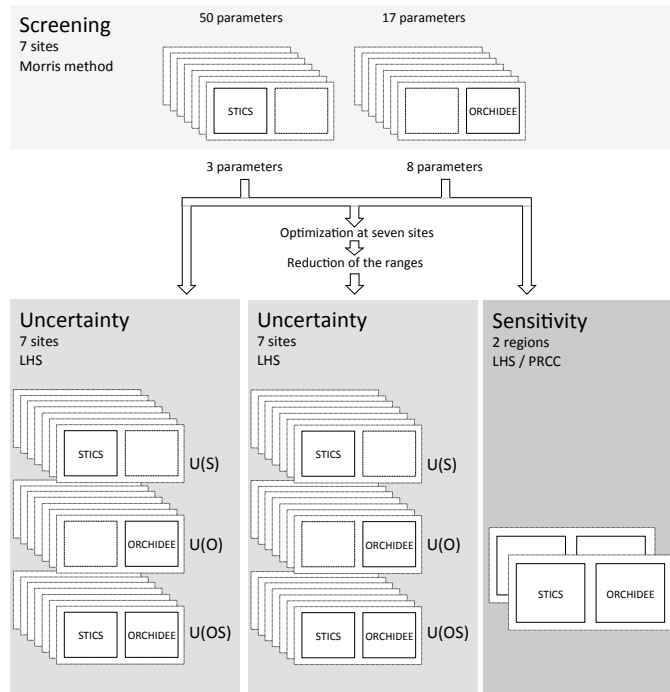 Screening
7 sites
Morris method
50 parameters
17 parameters
STICS
ORCHIDEE
3 parameters
8 parameters
Optimization at seven sites
Reduction of the ranges
Uncertainty
7 sites
LHS
STICS
U(S)
ORCHIDEE
U(O)
STICS
ORCHIDEE
U(OS)
Uncertainty
7 sites
LHS
STICS
U(S)
ORCHIDEE
U(O)
STICS
ORCHIDEE
U(OS)
Sensitivity
2 regions
LHS / PRCC
STICS
ORCHIDEE